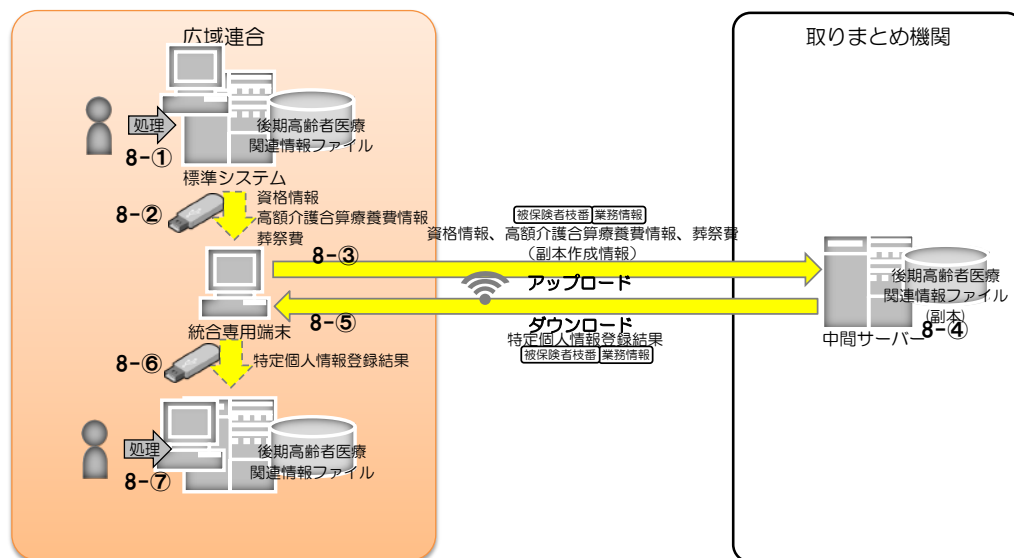 広域連合
取りまとめ機関
処理
8-①
後期高齢者医療
関連情報ファイル
標準システム
8-②
資格情報
高額介護合算療養費情報
葬祭費
被保険者枝番 業務情報
資格情報、高額介護合算療養費情報、葬祭費
（副本作成情報）
8-③
アップロード
後期高齢者医療
関連情報ファイル
(副本)
8-④
中間サーバー
8-⑤
ダウンロード
特定個人情報登録結果
被保険者枝番 業務情報
統合専用端末
8-⑥
特定個人情報登録結果
処理
8-⑦
後期高齢者医療
関連情報ファイル